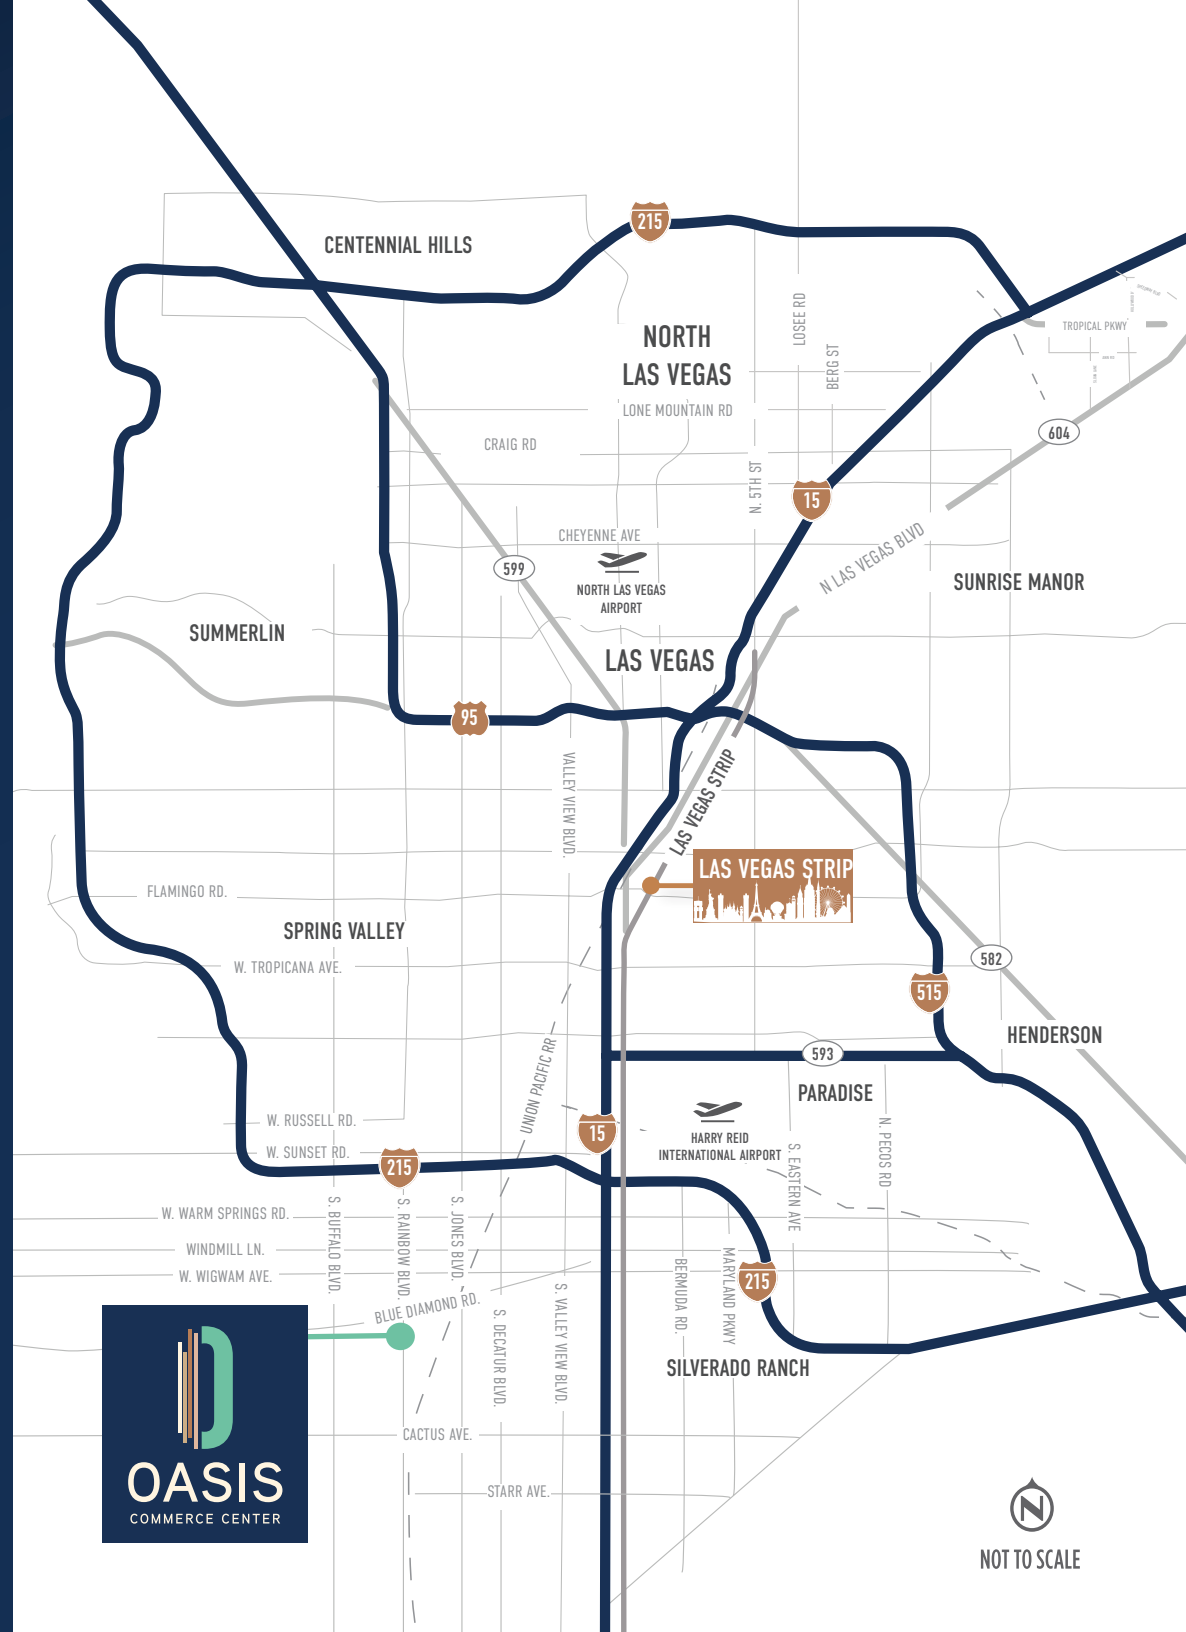 215
CENTENNIAL HILLS
NORTH
LAS VEGAS
LOSEE RD
BERG ST
TROPICAL PKWY
LONE MOUNTAIN RD
CRAIG RD
604
N. 5TH ST
15
CHEYENNE AVE
599
NORTH LAS VEGAS
AIRPORT
N LAS VEGAS BLVD
SUNRISE MANOR
SUMMERLIN
LAS VEGAS
95
VALLEY VIEW BLVD.
LAS VEGAS STRIP
LAS VEGAS STRIP
FLAMINGO RD.
SPRING VALLEY
W. TROPICANA AVE.
582
515
HENDERSON
UNION PACIFIC RR
593
PARADISE
W. RUSSELL RD.
15
HARRY REID
INTERNATIONAL AIRPORT
N. PECOS RD
W. SUNSET RD.
215
S. EASTERN AVE
W. WARM SPRINGS RD.
S. BUFFALO BLVD.
S. RAINBOW BLVD.
S. JONES BLVD.
WINDMILL LN.
W. WIGWAM AVE.
BERMUDA RD.
MARYLAND PKWY
215
BLUE DIAMOND RD.
S. DECATUR BLVD.
S. VALLEY VIEW BLVD.
SILVERADO RANCH
CACTUS AVE.
OASIS
COMMERCE CENTER
STARR AVE.
N
NOT TO SCALE